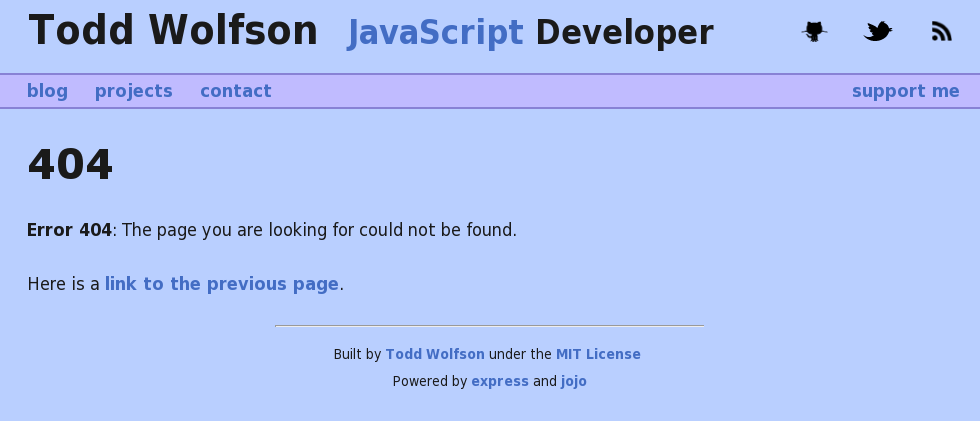 Todd Wolfson JavaScript Developer
blog projects contact support me
404
Error 404: The page you are looking for could not be found.
Here is a link to the previous page.
Built by Todd Wolfson under the MIT License
Powered by express and jojo